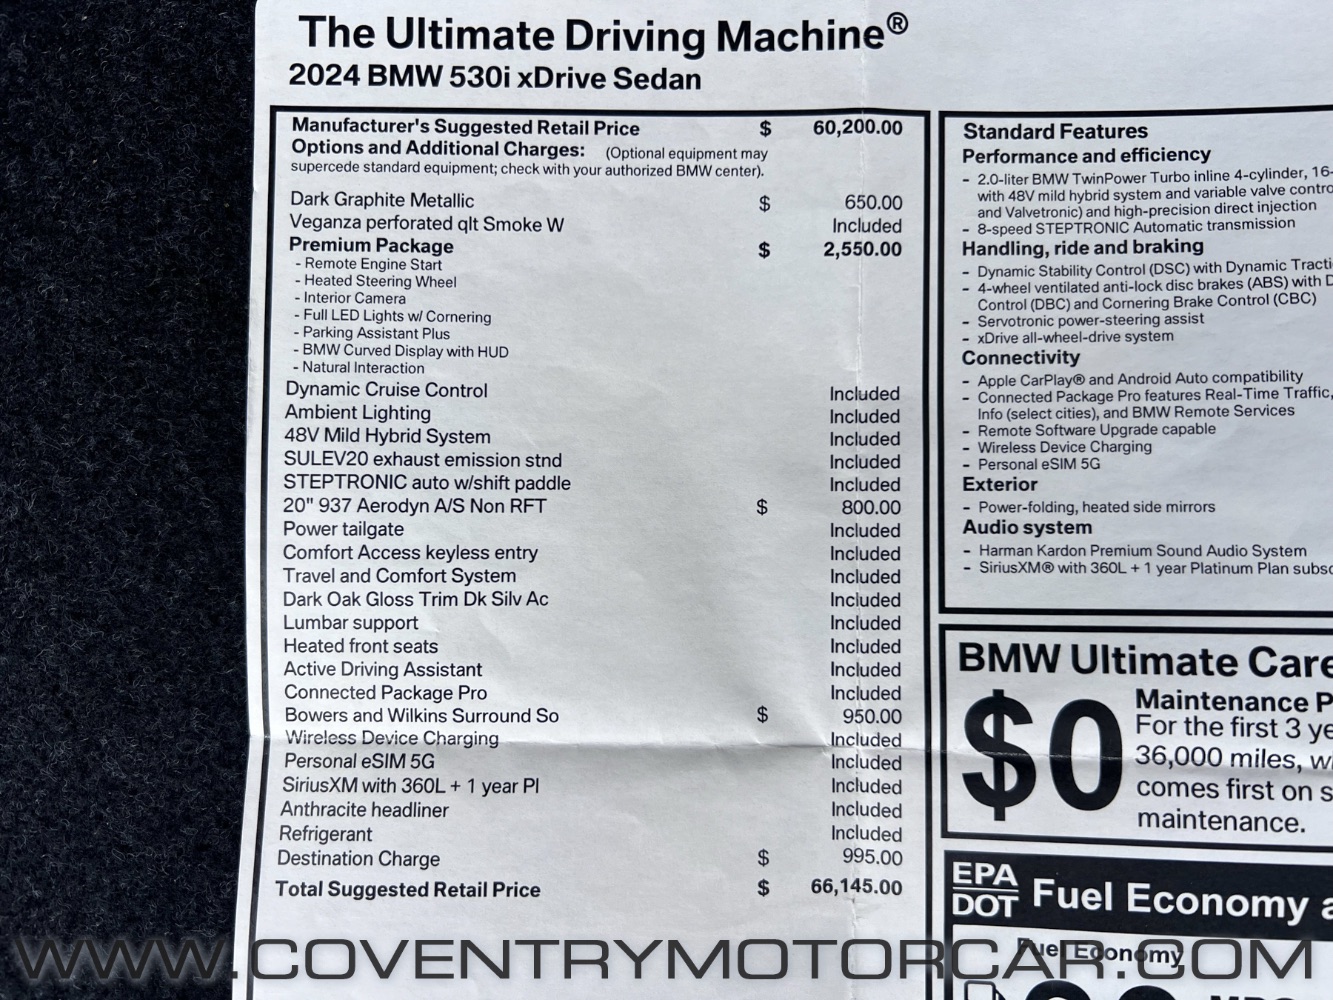 The Ultimate Driving Machine®
2024 BMW 530i xDrive Sedan
Manufacturer's Suggested Retail Price $ 60,200.00
Options and Additional Charges: (Optional equipment may
supercede standard equipment; check with your authorized BMW center).
Dark Graphite Metallic $ 650.00
Veganza perforated qlt Smoke W Included
Premium Package $ 2,550.00
- Remote Engine Start
- Heated Steering Wheel
- Interior Camera
- Full LED Lights w/ Cornering
- Parking Assistant Plus
- BMW Curved Display with HUD
- Natural Interaction
Dynamic Cruise Control Included
Ambient Lighting Included
48V Mild Hybrid System Included
SULEV20 exhaust emission stnd Included
STEPTRONIC auto w/shift paddle Included
20" 937 Aerodyn A/S Non RFT $ 800.00
Power tailgate Included
Comfort Access keyless entry Included
Travel and Comfort System Included
Dark Oak Gloss Trim Dk Silv Ac Included
Lumbar support Included
Heated front seats Included
Active Driving Assistant Included
Connected Package Pro Included
Bowers and Wilkins Surround So $ 950.00
Wireless Device Charging Included
Personal eSIM 5G Included
SiriusXM with 360L + 1 year Pl Included
Anthracite headliner Included
Refrigerant Included
Destination Charge $ 995.00
Total Suggested Retail Price $ 66,145.00
Standard Features
Performance and efficiency
- 2.0-liter BMW TwinPower Turbo inline 4-cylinder, 16-
with 48V mild hybrid system and variable valve contro
and Valvetronic) and high-precision direct injection
- 8-speed STEPTRONIC Automatic transmission
Handling, ride and braking
- Dynamic Stability Control (DSC) with Dynamic Tracti
- 4-wheel ventilated anti-lock disc brakes (ABS) with D
Control (DBC) and Cornering Brake Control (CBC)
- Servotronic power-steering assist
- xDrive all-wheel-drive system
Connectivity
- Apple CarPlay® and Android Auto compatibility
- Connected Package Pro features Real-Time Traffic,
Info (select cities), and BMW Remote Services
- Remote Software Upgrade capable
- Wireless Device Charging
- Personal eSIM 5G
Exterior
- Power-folding, heated side mirrors
Audio system
- Harman Kardon Premium Sound Audio System
- SiriusXM® with 360L + 1 year Platinum Plan subsc
BMW Ultimate Care
$0
Maintenance P
For the first 3 ye
36,000 miles, w
comes first on s
maintenance.
EPA
DOT
Fuel Economy a
Fuel Economy
WWW.COVENTRYMOTORCAR.COM